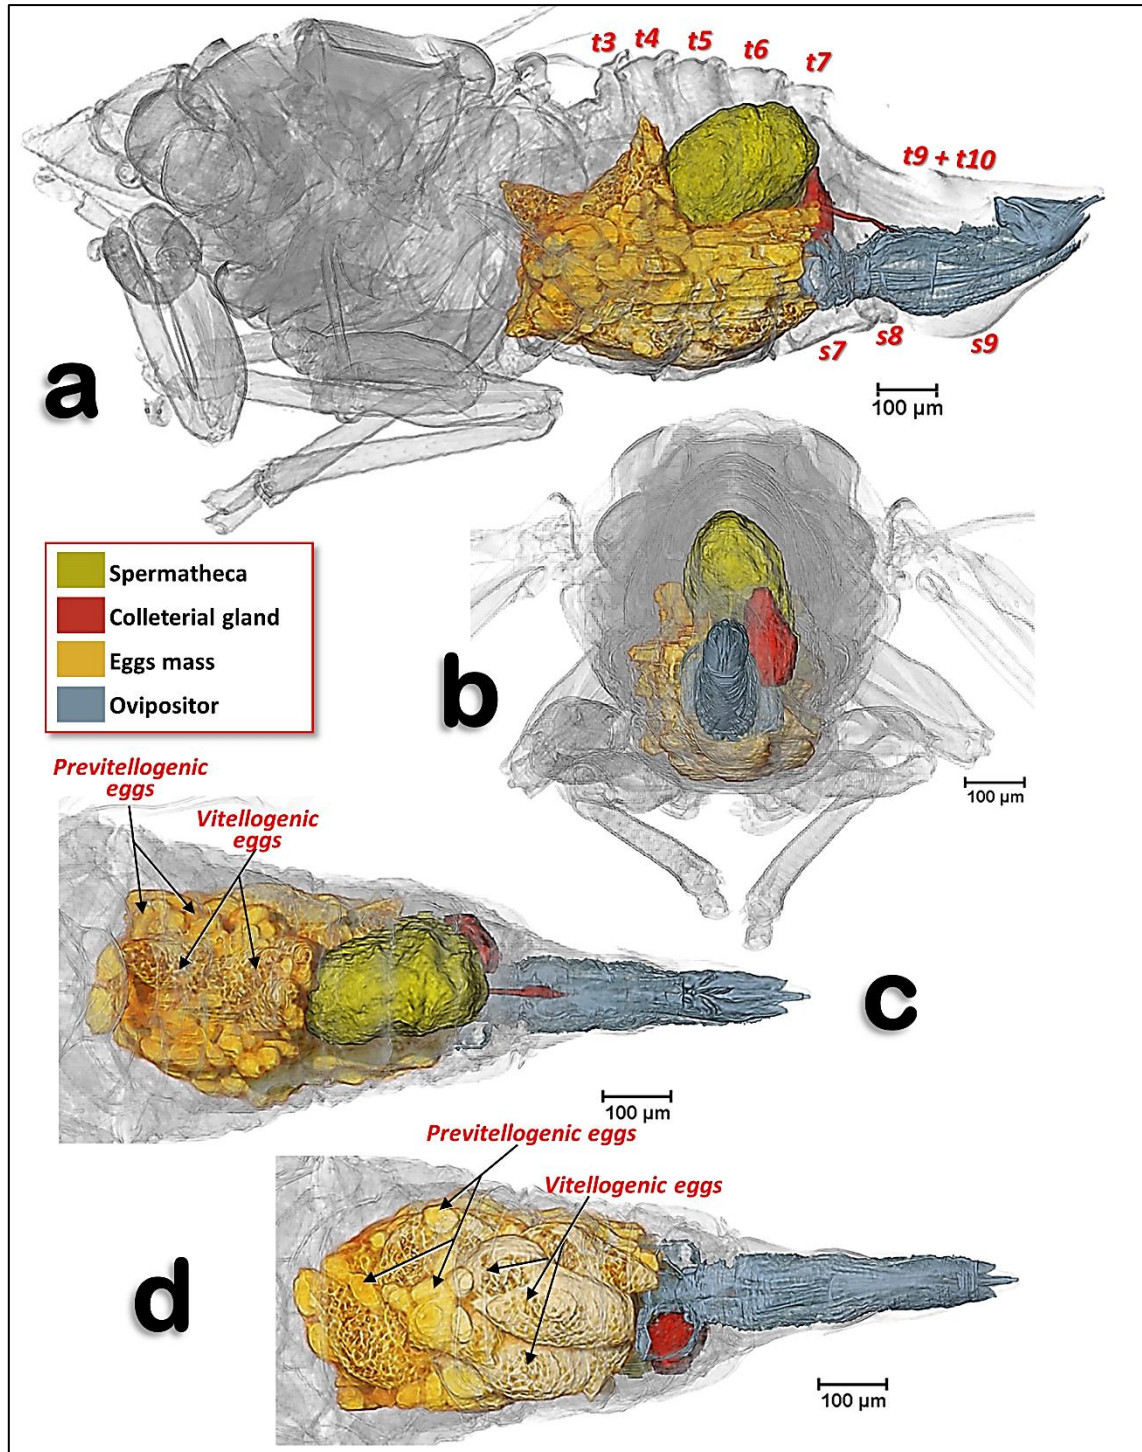 t3 t4 t5 t6 t7
t9 + t10
s7 s8 s9
a
100 µm
Spermatheca
Colleterial gland
Eggs mass
Ovipositor
b
100 µm
Previtellogenic
eggs
Vitellogenic
eggs
c
100 µm
Previtellogenic eggs
Vitellogenic eggs
d
100 µm